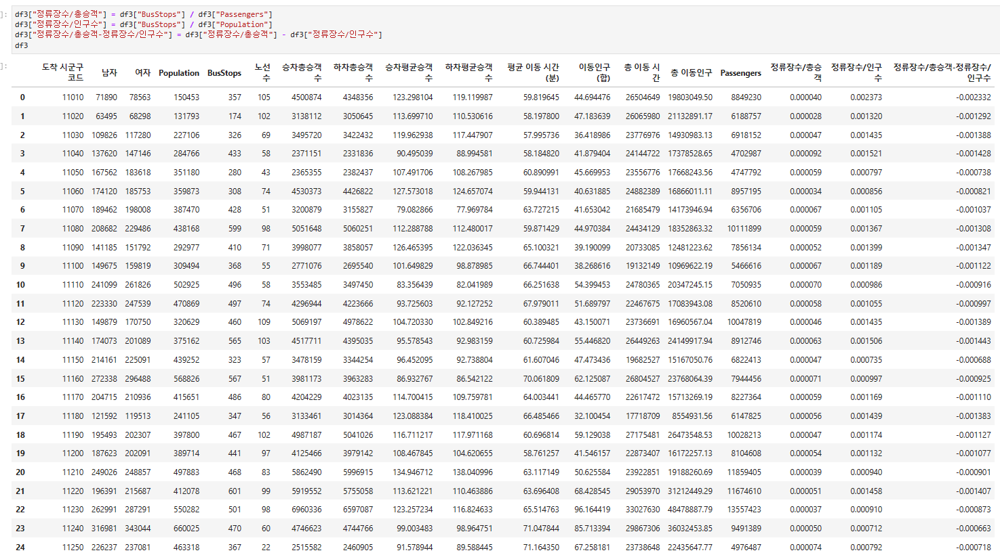 ]:
df3["정류장수/총승객"] = df3["BusStops"] / df3["Passengers"]
df3["정류장수/인구수"] = df3["BusStops"] / df3["Population"]
df3["정류장수/총승객-정류장수/인구수"] = df3["정류장수/총승객"] - df3["정류장수/인구수"]
df3
]:
도착 시군구 코드 남자 여자 Population BusStops 노선수 승차총승객수 하차총승객수 승차평균승객수 하차평균승객수 평균 이동 시간(분) 이동인구(합) 총 이동 시간 총 이동인구 Passengers 정류장수/총승객 정류장수/인구수 정류장수/총승객-정류장수/인구수
0 11010 71890 78563 150453 357 105 4500874 4348356 123.298104 119.119987 59.819645 44.694476 26504649 19803049.50 8849230 0.000040 0.002373 -0.002332
1 11020 63495 68298 131793 174 102 3138112 3050645 113.699710 110.530616 58.197800 47.183639 26065980 21132891.17 6188757 0.000028 0.001320 -0.001292
2 11030 109826 117280 227106 326 69 3495720 3422432 119.962938 117.447907 57.995736 36.418986 23776976 14930983.13 6918152 0.000047 0.001435 -0.001388
3 11040 137620 147146 284766 433 58 2371151 2331836 90.495039 88.994581 58.184820 41.879404 24144722 17378528.65 4702987 0.000092 0.001521 -0.001428
4 11050 167562 183618 351180 280 43 2365355 2382437 107.491706 108.267985 60.890991 45.669953 23556776 17668243.56 4747792 0.000059 0.000797 -0.000738
5 11060 174120 185753 359873 308 74 4530373 4426822 127.573018 124.657074 59.944131 40.631885 24882389 16866011.11 8957195 0.000034 0.000856 -0.000821
6 11070 189462 198008 387470 428 51 3200879 3155827 79.082866 77.969784 63.727215 41.653042 21685479 14173946.94 6356706 0.000067 0.001105 -0.001037
7 11080 208682 229486 438168 599 98 5051648 5060251 112.288788 112.480017 59.871429 44.970384 24434129 18352863.32 10111899 0.000059 0.001367 -0.001308
8 11090 141185 151792 292977 410 71 3998077 3858057 126.465395 122.036345 65.100321 39.190099 20733085 12481223.62 7856134 0.000052 0.001399 -0.001347
9 11100 149675 159819 309494 368 55 2771076 2695540 101.649829 98.878985 66.744401 38.268616 19132149 10969622.19 5466616 0.000067 0.001189 -0.001122
10 11110 241099 261826 502925 496 58 3553485 3497450 83.356439 82.041989 66.251638 54.399453 24780365 20347245.15 7050935 0.000070 0.000986 -0.000916
11 11120 223330 247539 470869 497 74 4296944 4223666 93.725603 92.127252 67.979011 51.689797 22467675 17083943.08 8520610 0.000058 0.001055 -0.000997
12 11130 149879 170750 320629 460 109 5069197 4978622 104.720330 102.849216 60.389485 43.150071 23736691 16960567.04 10047819 0.000046 0.001435 -0.001389
13 11140 174073 201089 375162 565 103 4517711 4395035 95.578543 92.983159 60.725984 55.446820 26449263 24149917.94 8912746 0.000063 0.001506 -0.001443
14 11150 214161 225091 439252 323 57 3478159 3344254 96.452095 92.738804 61.607046 47.473436 19682527 15167050.76 6822413 0.000047 0.000735 -0.000688
15 11160 272338 296488 568826 567 51 3981173 3963283 86.932767 86.542122 70.061809 62.125087 26804527 23768064.39 7944456 0.000071 0.000997 -0.000925
16 11170 204715 210936 415651 486 80 4204229 4023135 114.700415 109.759781 64.003441 44.465770 22617472 15713269.19 8227364 0.000059 0.001169 -0.001110
17 11180 121592 119513 241105 347 56 3133461 3014364 123.088384 118.410025 66.485466 32.100454 17718709 8554931.56 6147825 0.000056 0.001439 -0.001383
18 11190 195493 202307 397800 467 102 4987187 5041026 116.711217 117.971168 60.696814 59.129038 27175481 26473548.53 10028213 0.000047 0.001174 -0.001127
19 11200 187623 202091 389714 441 97 4125466 3979142 108.467845 104.620655 58.761257 41.546157 22873407 16172257.13 8104608 0.000054 0.001132 -0.001077
20 11210 249026 248857 497883 468 83 5862490 5996915 134.946712 138.040996 63.117149 50.625584 23922851 19188260.69 11859405 0.000039 0.000940 -0.000901
21 11220 196391 215687 412078 601 99 5919552 5755058 113.621221 110.463886 63.696408 68.428545 29053970 31212449.29 11674610 0.000051 0.001458 -0.001407
22 11230 262991 287291 550282 501 98 6960336 6597087 123.257234 116.824633 65.514763 96.164419 33027630 48478887.79 13557423 0.000037 0.000910 -0.000873
23 11240 316981 343044 660025 470 60 4746623 4744766 99.003483 98.964751 71.047844 85.713394 29867306 36032453.85 9491389 0.000050 0.000712 -0.000663
24 11250 226237 237081 463318 367 22 2515582 2460905 91.578944 89.588445 71.164350 67.258181 23738648 22435647.77 4976487 0.000074 0.000792 -0.000718